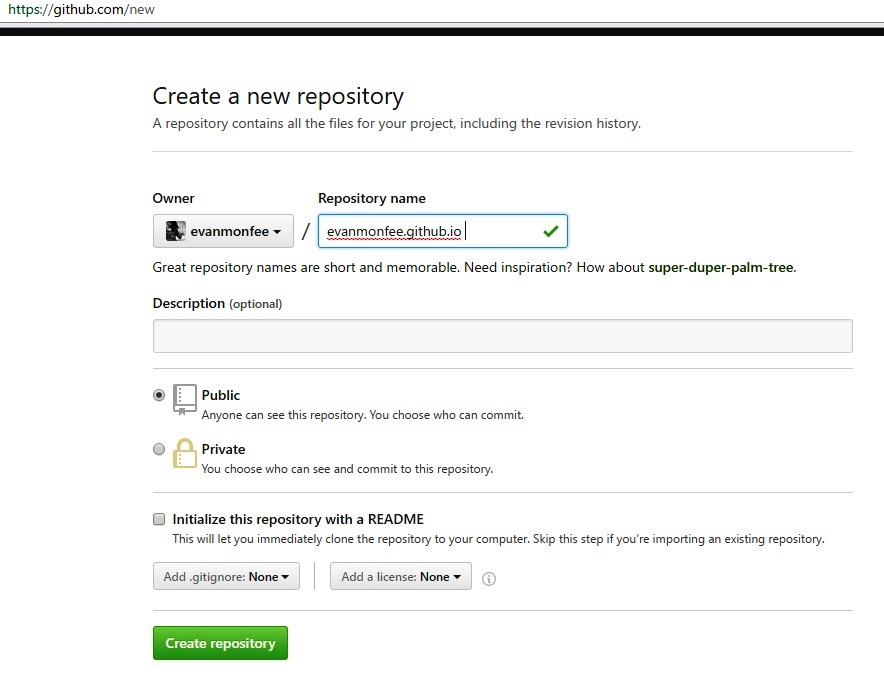 https://github.com/new
Create a new repository
A repository contains all the files for your project, including the revision history.
Owner Repository name
evanmonfee / evanmonfee.github.io
Great repository names are short and memorable. Need inspiration? How about super-duper-palm-tree.
Description (optional)
Public
Anyone can see this repository. You choose who can commit.
Private
You choose who can see and commit to this repository.
Initialize this repository with a README
This will let you immediately clone the repository to your computer. Skip this step if you're importing an existing repository.
Add .gitignore: None Add a license: None
Create repository